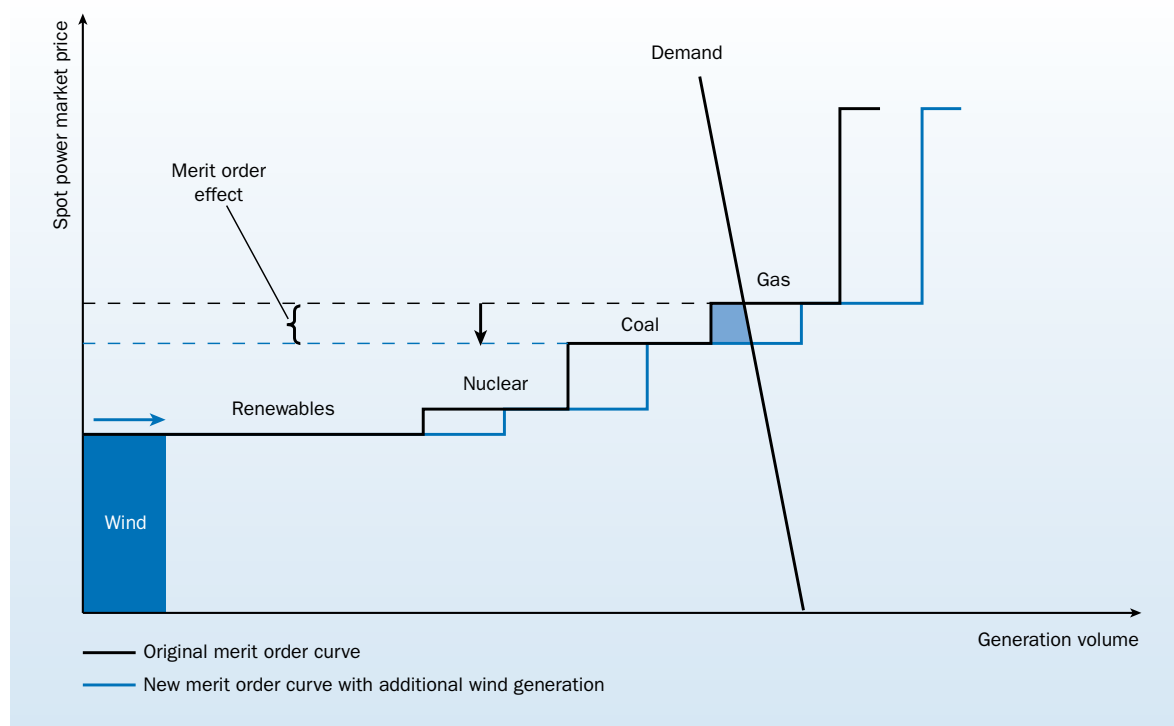 Spot power market price
Demand
Merit order
effect
Gas
Coal
Nuclear
Renewables
Wind
Generation volume
Original merit order curve
New merit order curve with additional wind generation